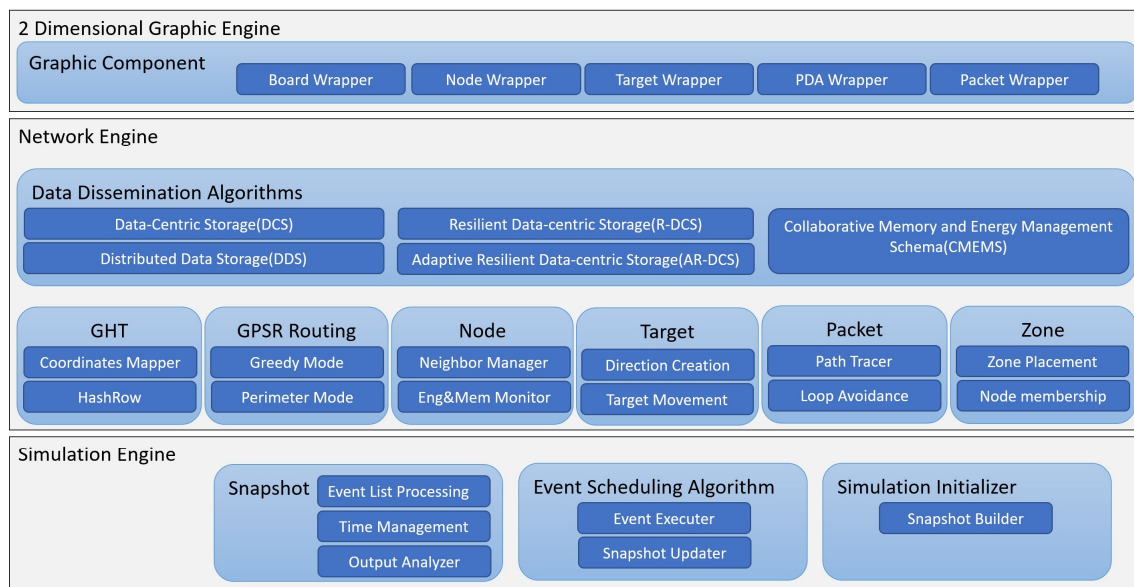 2 Dimensional Graphic Engine
Graphic Component
Board Wrapper
Node Wrapper
Target Wrapper
PDA Wrapper
Packet Wrapper
Network Engine
Data Dissemination Algorithms
Data-Centric Storage(DCS)
Resilient Data-centric Storage(R-DCS)
Collaborative Memory and Energy Management
Schema(CMEMS)
Distributed Data Storage(DDS)
Adaptive Resilient Data-centric Storage(AR-DCS)
GHT
Coordinates Mapper
HashRow
GPSR Routing
Greedy Mode
Perimeter Mode
Node
Neighbor Manager
Eng&Mem Monitor
Target
Direction Creation
Target Movement
Packet
Path Tracer
Loop Avoidance
Zone
Zone Placement
Node membership
Simulation Engine
Snapshot
Event List Processing
Time Management
Output Analyzer
Event Scheduling Algorithm
Event Executer
Snapshot Updater
Simulation Initializer
Snapshot Builder